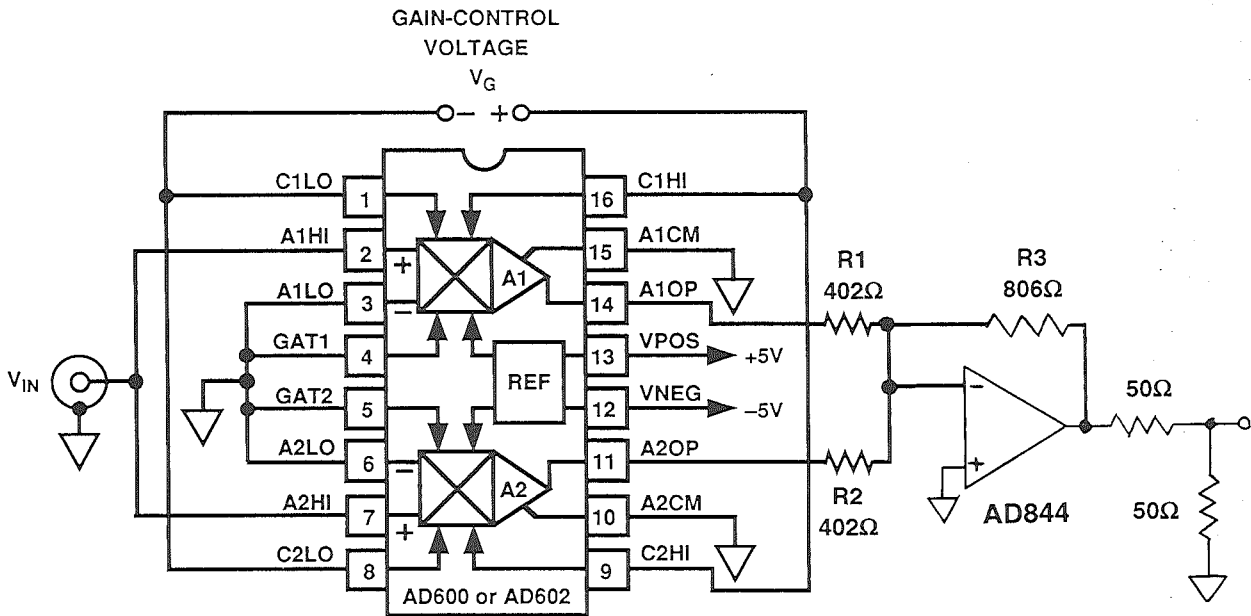 GAIN-CONTROL
VOLTAGE
VG
− +
C1LO 1 16 C1HI
A1HI 2 15 A1CM
+ A1
A1LO 3 14 A1OP
−
R1
402Ω
R3
806Ω
GAT1 4 13 VPOS +5V
REF
VIN
GAT2 5 12 VNEG −5V
A2LO 6 11 A2OP
− A2
A2HI 7 10 A2CM
+
C2LO 8 9 C2HI
R2
402Ω
−
+
AD844
50Ω
50Ω
AD600 or AD602